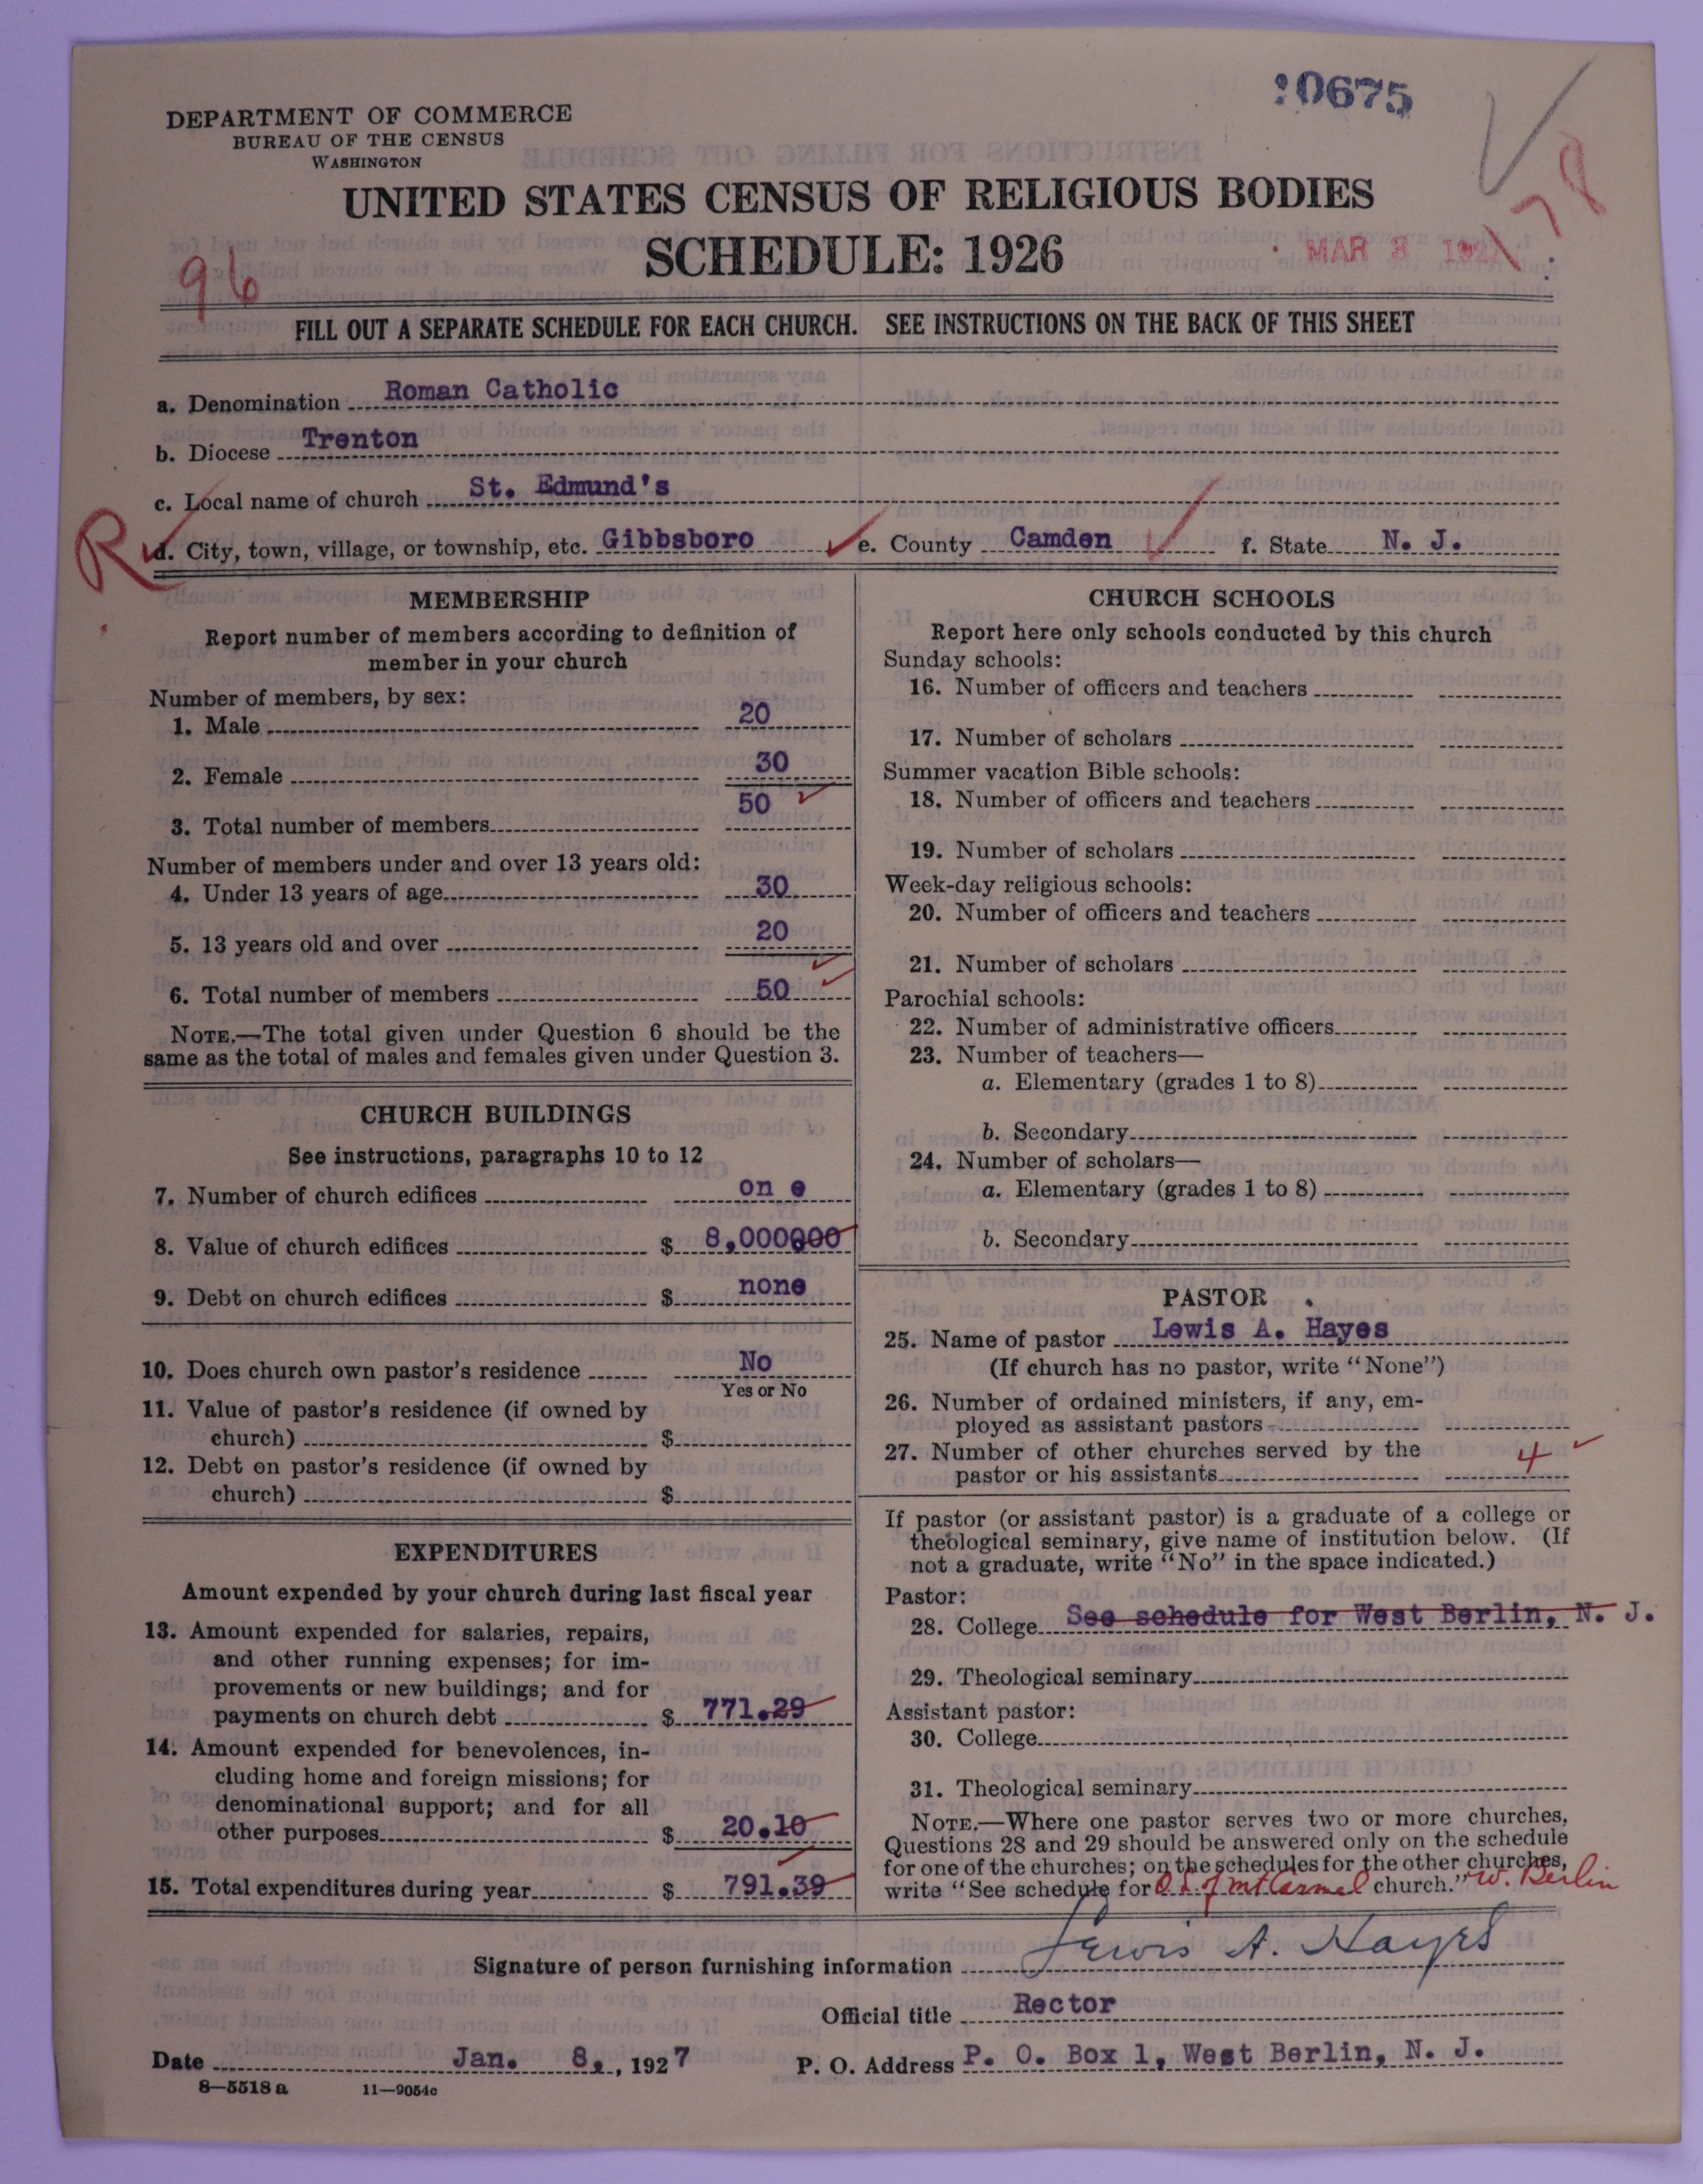 20675
DEPARTMENT OF COMMERCE
BUREAU OF THE CENSUS
WASHINGTON
UNITED STATES CENSUS OF RELIGIOUS BODIES
SCHEDULE: 1926
MAR 8
96
FILL OUT A SEPARATE SCHEDULE FOR EACH CHURCH. SEE INSTRUCTIONS ON THE BACK OF THIS SHEET
a. Denomination Roman Catholic
b. Diocese Trenton
c. Local name of church St. Edmund's
R
d. City, town, village, or township, etc. Gibbsboro e. County Camden f. State N. J.
MEMBERSHIP
Report number of members according to definition of
member in your church
Number of members, by sex:
1. Male 20
2. Female 30
3. Total number of members 50
Number of members under and over 13 years old:
4. Under 13 years of age 30
5. 13 years old and over 20
6. Total number of members 50
NOTE.—The total given under Question 6 should be the
same as the total of males and females given under Question 3.
CHURCH BUILDINGS
See instructions, paragraphs 10 to 12
7. Number of church edifices on e
8. Value of church edifices $ 8,000000
9. Debt on church edifices $ none
10. Does church own pastor's residence No
Yes or No
11. Value of pastor's residence (if owned by
church) $
12. Debt on pastor's residence (if owned by
church) $
EXPENDITURES
Amount expended by your church during last fiscal year
13. Amount expended for salaries, repairs,
and other running expenses; for im-
provements or new buildings; and for
payments on church debt $ 771.29
14. Amount expended for benevolences, in-
cluding home and foreign missions; for
denominational support; and for all
other purposes $ 20.10
15. Total expenditures during year $ 791.39
CHURCH SCHOOLS
Report here only schools conducted by this church
Sunday schools:
16. Number of officers and teachers
17. Number of scholars
Summer vacation Bible schools:
18. Number of officers and teachers
19. Number of scholars
Week-day religious schools:
20. Number of officers and teachers
21. Number of scholars
Parochial schools:
22. Number of administrative officers
23. Number of teachers—
a. Elementary (grades 1 to 8)
b. Secondary
24. Number of scholars—
a. Elementary (grades 1 to 8)
b. Secondary
PASTOR
25. Name of pastor Lewis A. Hayes
(If church has no pastor, write "None")
26. Number of ordained ministers, if any, em-
ployed as assistant pastors
27. Number of other churches served by the
pastor or his assistants 4
If pastor (or assistant pastor) is a graduate of a college or
theological seminary, give name of institution below. (If
not a graduate, write "No" in the space indicated.)
Pastor:
28. College See schedule for West Berlin, N. J.
29. Theological seminary
Assistant pastor:
30. College
31. Theological seminary
NOTE.—Where one pastor serves two or more churches,
Questions 28 and 29 should be answered only on the schedule
for one of the churches; on the schedules for the other churches,
write "See schedule for O. L. of Mt Carmel church." W. Berlin
Signature of person furnishing information Lewis A. Hayes
Official title Rector
Date Jan. 8, , 1927 P. O. Address P. O. Box 1, West Berlin, N. J.
8—5518 a 11—9054c